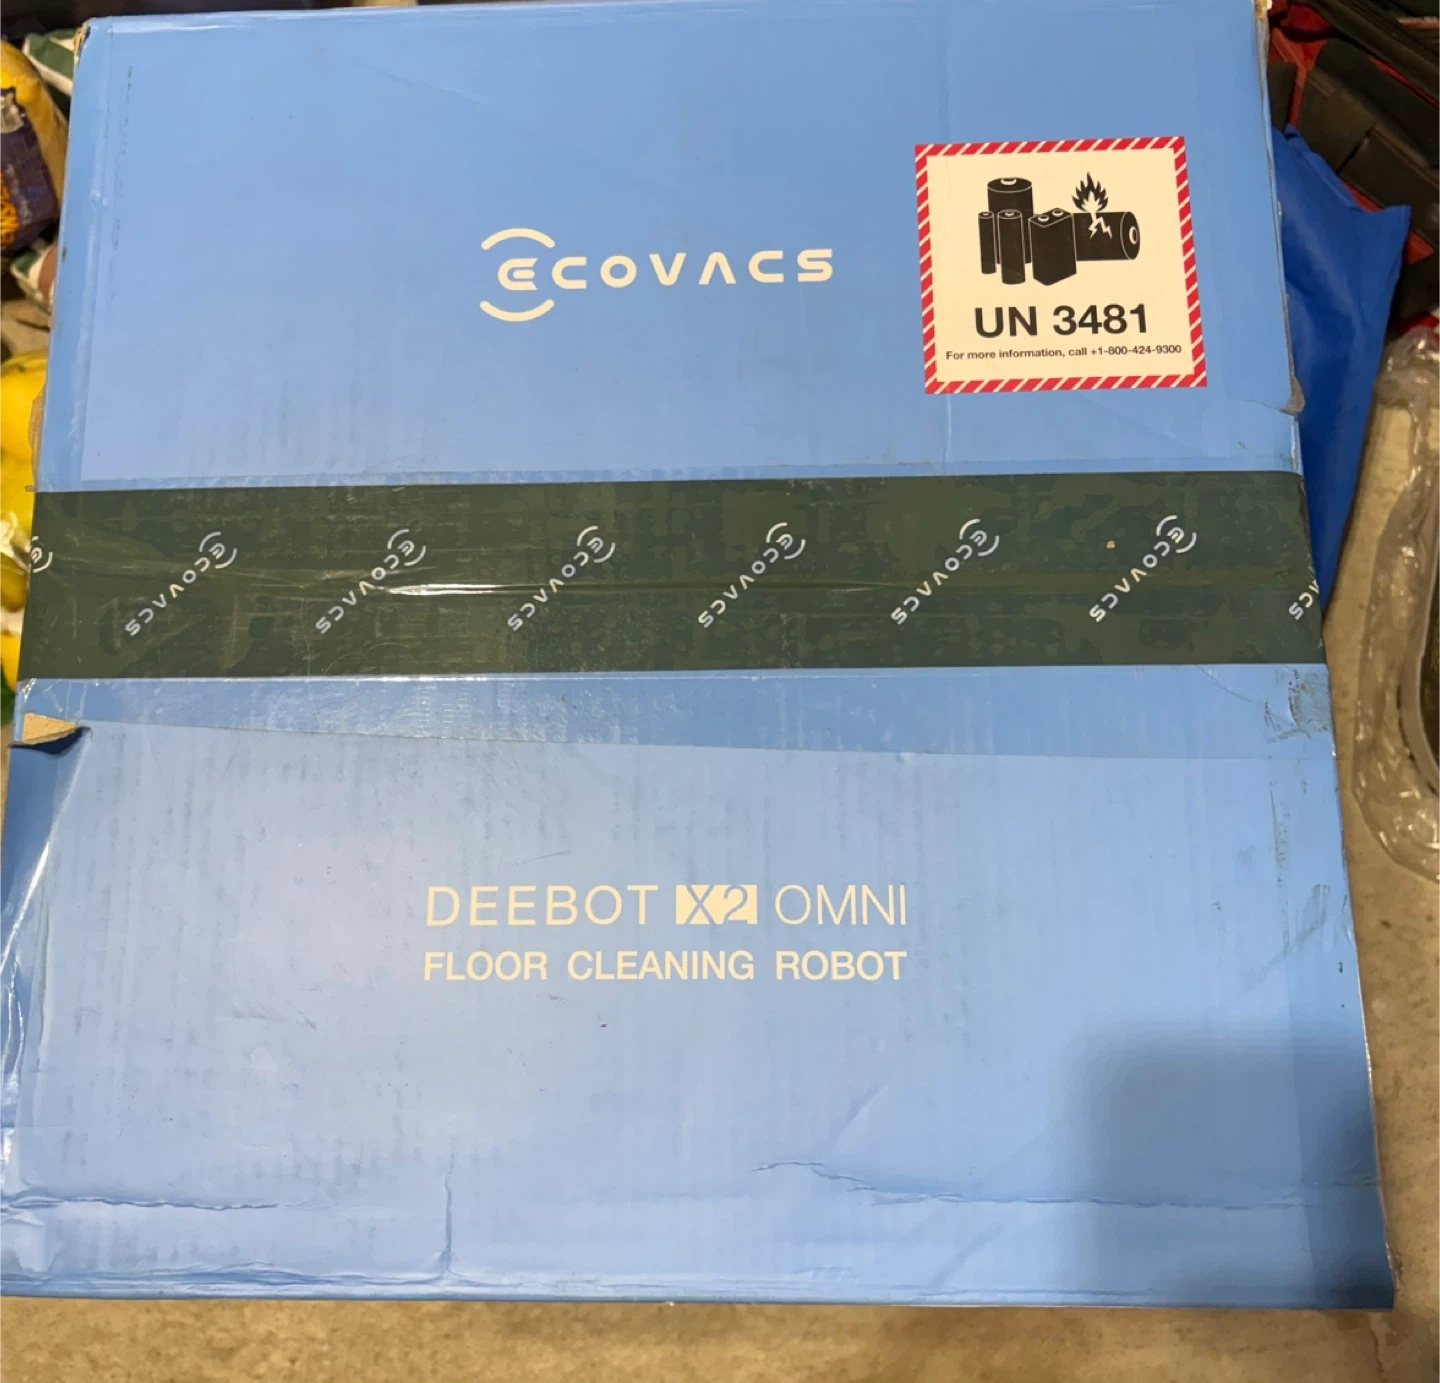 ECOVACS
UN 3481
For more information, call +1-800-424-9300
ECOVACS ECOVACS ECOVACS ECOVACS ECOVACS ECOVACS
DEEBOT X2 OMNI
FLOOR CLEANING ROBOT